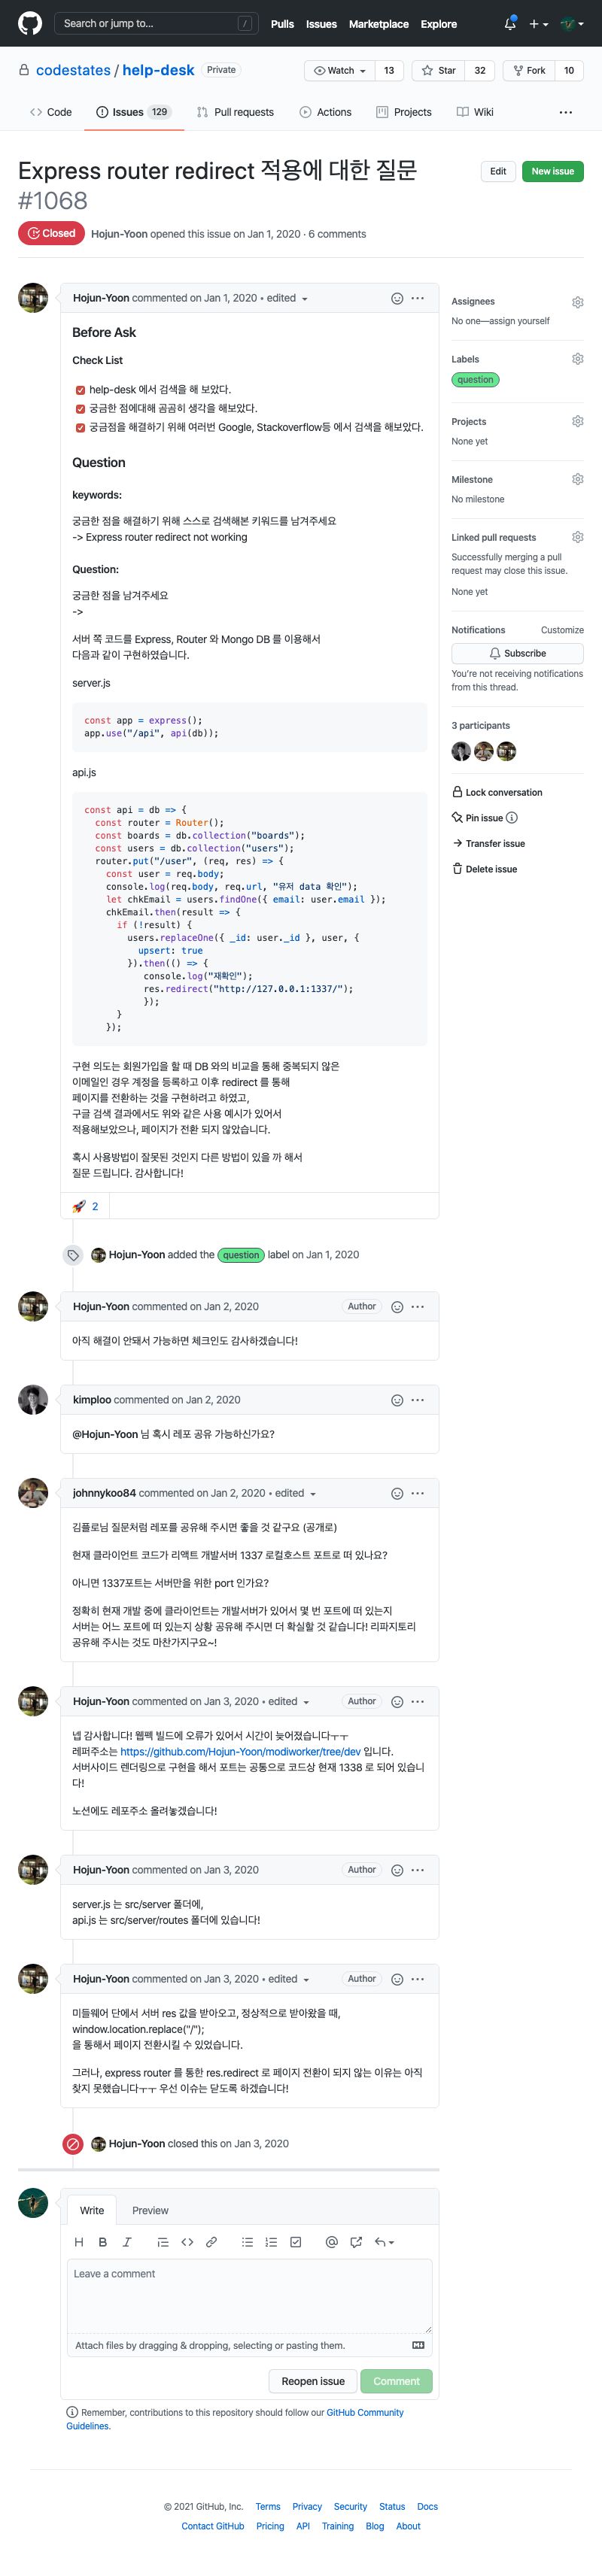 Search or jump to…
/
Pulls Issues Marketplace Explore
codestates / help-desk Private
Watch 13 Star 32 Fork 10
Code Issues 129 Pull requests Actions Projects Wiki
Express router redirect 적용에 대한 질문
#1068
Edit New issue
Closed Hojun-Yoon opened this issue on Jan 1, 2020 · 6 comments
Hojun-Yoon commented on Jan 1, 2020 • edited
Before Ask
Check List
help-desk 에서 검색을 해 보았다.
궁금한 점에대해 곰곰히 생각을 해보았다.
궁금점을 해결하기 위해 여러번 Google, Stackoverflow등 에서 검색을 해보았다.
Question
keywords:
궁금한 점을 해결하기 위해 스스로 검색해본 키워드를 남겨주세요
-> Express router redirect not working
Question:
궁금한 점을 남겨주세요
->
서버 쪽 코드를 Express, Router 와 Mongo DB 를 이용해서
다음과 같이 구현하였습니다.
server.js
const app = express();
app.use("/api", api(db));
api.js
const api = db => {
const router = Router();
const boards = db.collection("boards");
const users = db.collection("users");
router.put("/user", (req, res) => {
const user = req.body;
console.log(req.body, req.url, "유저 data 확인");
let chkEmail = users.findOne({ email: user.email });
chkEmail.then(result => {
if (!result) {
users.replaceOne({ _id: user._id }, user, {
upsert: true
}).then(() => {
console.log("재확인");
res.redirect("http://127.0.0.1:1337/");
});
}
});
구현 의도는 회원가입을 할 때 DB 와의 비교을 통해 중복되지 않은
이메일인 경우 계정을 등록하고 이후 redirect 를 통해
페이지를 전환하는 것을 구현하려고 하였고,
구글 검색 결과에서도 위와 같은 사용 예시가 있어서
적용해보았으나, 페이지가 전환 되지 않았습니다.
혹시 사용방법이 잘못된 것인지 다른 방법이 있을 까 해서
질문 드립니다. 감사합니다!
🚀 2
Hojun-Yoon added the question label on Jan 1, 2020
Hojun-Yoon commented on Jan 2, 2020 Author
아직 해결이 안돼서 가능하면 체크인도 감사하겠습니다!
kimploo commented on Jan 2, 2020
@Hojun-Yoon 님 혹시 레포 공유 가능하신가요?
johnnykoo84 commented on Jan 2, 2020 • edited
김플로님 질문처럼 레포를 공유해 주시면 좋을 것 같구요 (공개로)
현재 클라이언트 코드가 리액트 개발서버 1337 로컬호스트 포트로 떠 있나요?
아니면 1337포트는 서버만을 위한 port 인가요?
정확히 현재 개발 중에 클라이언트는 개발서버가 있어서 몇 번 포트에 떠 있는지
서버는 어느 포트에 떠 있는지 상황 공유해 주시면 더 확실할 것 같습니다! 리파지토리
공유해 주시는 것도 마찬가지구요~!
Hojun-Yoon commented on Jan 3, 2020 • edited Author
넵 감사합니다! 웹펙 빌드에 오류가 있어서 시간이 늦어졌습니다ㅜㅜ
레퍼주소는 https://github.com/Hojun-Yoon/modiworker/tree/dev 입니다.
서버사이드 렌더링으로 구현을 해서 포트는 공통으로 코드상 현재 1338 로 되어 있습니
다!
노션에도 레포주소 올려놓겠습니다!
Hojun-Yoon commented on Jan 3, 2020 Author
server.js 는 src/server 폴더에,
api.js 는 src/server/routes 폴더에 있습니다!
Hojun-Yoon commented on Jan 3, 2020 • edited Author
미들웨어 단에서 서버 res 값을 받아오고, 정상적으로 받아왔을 때,
window.location.replace("/");
을 통해서 페이지 전환시킬 수 있었습니다.
그러나, express router 를 통한 res.redirect 로 페이지 전환이 되지 않는 이유는 아직
찾지 못했습니다ㅜㅜ 우선 이슈는 닫도록 하겠습니다!
Hojun-Yoon closed this on Jan 3, 2020
Assignees
No one—assign yourself
Labels
question
Projects
None yet
Milestone
No milestone
Linked pull requests
Successfully merging a pull
request may close this issue.
None yet
Notifications Customize
Subscribe
You're not receiving notifications
from this thread.
3 participants
Lock conversation
Pin issue
Transfer issue
Delete issue
Write Preview
Leave a comment
Attach files by dragging & dropping, selecting or pasting them.
Reopen issue Comment
Remember, contributions to this repository should follow our GitHub Community
Guidelines.
© 2021 GitHub, Inc. Terms Privacy Security Status Docs
Contact GitHub Pricing API Training Blog About